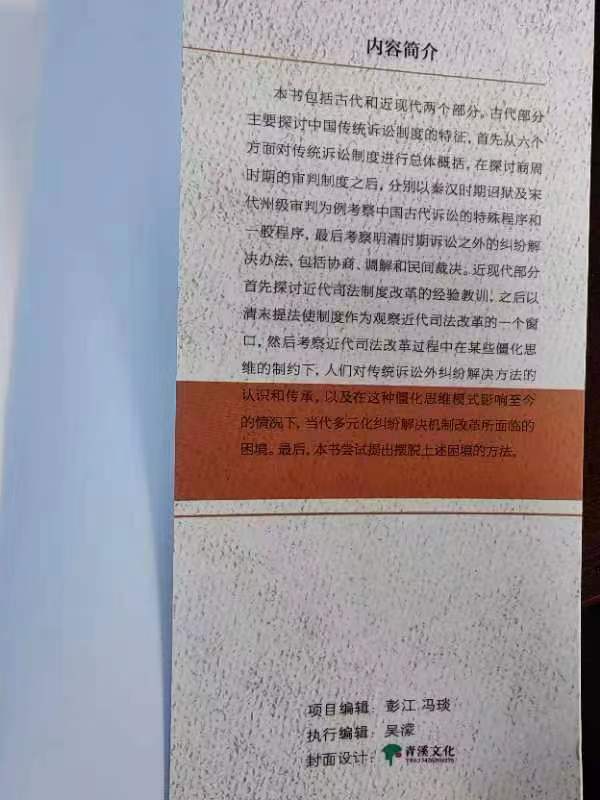 内容简介
本书包括古代和近现代两个部分，古代部分
主要探讨中国传统诉讼制度的特征，首先从六个
方面对传统诉讼制度进行总体概括，在探讨商周
时期的审判制度之后，分别以秦汉时期诏狱及宋
代州级审判为例考察中国古代诉讼的特殊程序和
一般程序，最后考察明清时期诉讼之外的纠纷解
决办法，包括协商、调解和民间裁决。近现代部分
首先探讨近代司法制度改革的经验教训，之后以
清末提法使制度作为观察近代司法改革的一个窗
口，然后考察近代司法改革过程中在某些僵化思
维的制约下，人们对传统诉讼外纠纷解决方法的
认识和传承，以及在这种僵化思维模式影响至今
的情况下，当代多元化纠纷解决机制改革所面临的
困境。最后，本书尝试提出摆脱上述困境的方法。
项目编辑：彭江 冯琰
执行编辑：吴濛
封面设计：青溪文化